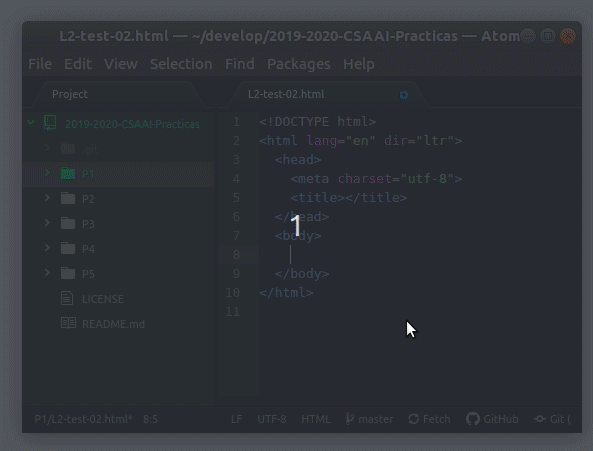 L2-test-02.html — ~/develop/2019-2020-CSAAI-Practicas — Atom
File Edit View Selection Find Packages Help
Project
L2-test-02.html
2019-2020-CSAAI-Practicas
.git
P1
P2
P3
P4
P5
LICENSE
README.md
1 <!DOCTYPE html>
2 <html lang="en" dir="ltr">
3 <head>
4 <meta charset="utf-8">
5 <title></title>
6 </head>
7 <body>
8
9 </body>
10 </html>
11
1
P1/L2-test-02.html* 8:5 LF UTF-8 HTML master Fetch GitHub Git (